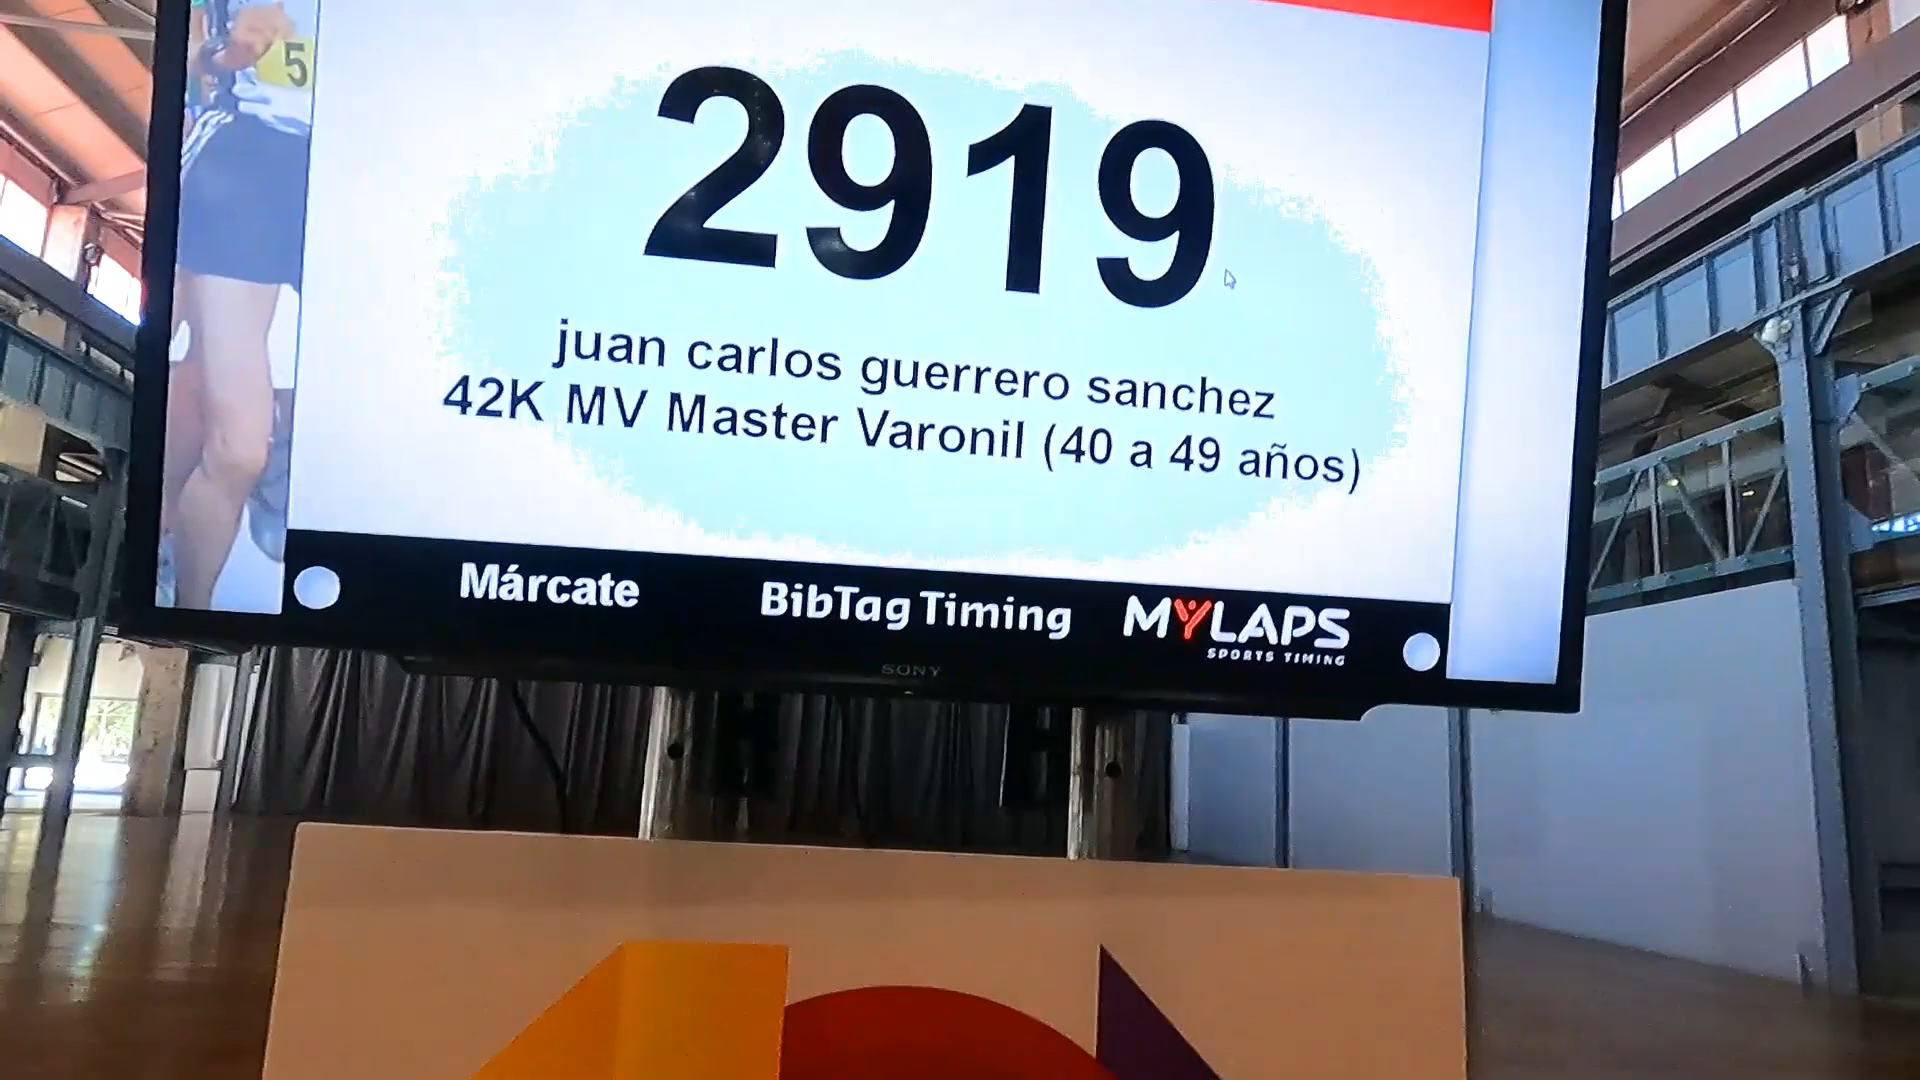 5
2919
juan carlos guerrero sanchez
42K MV Master Varonil (40 a 49 años)
Márcate
BibTag Timing
MYLAPS
SPORTS TIMING
SONY